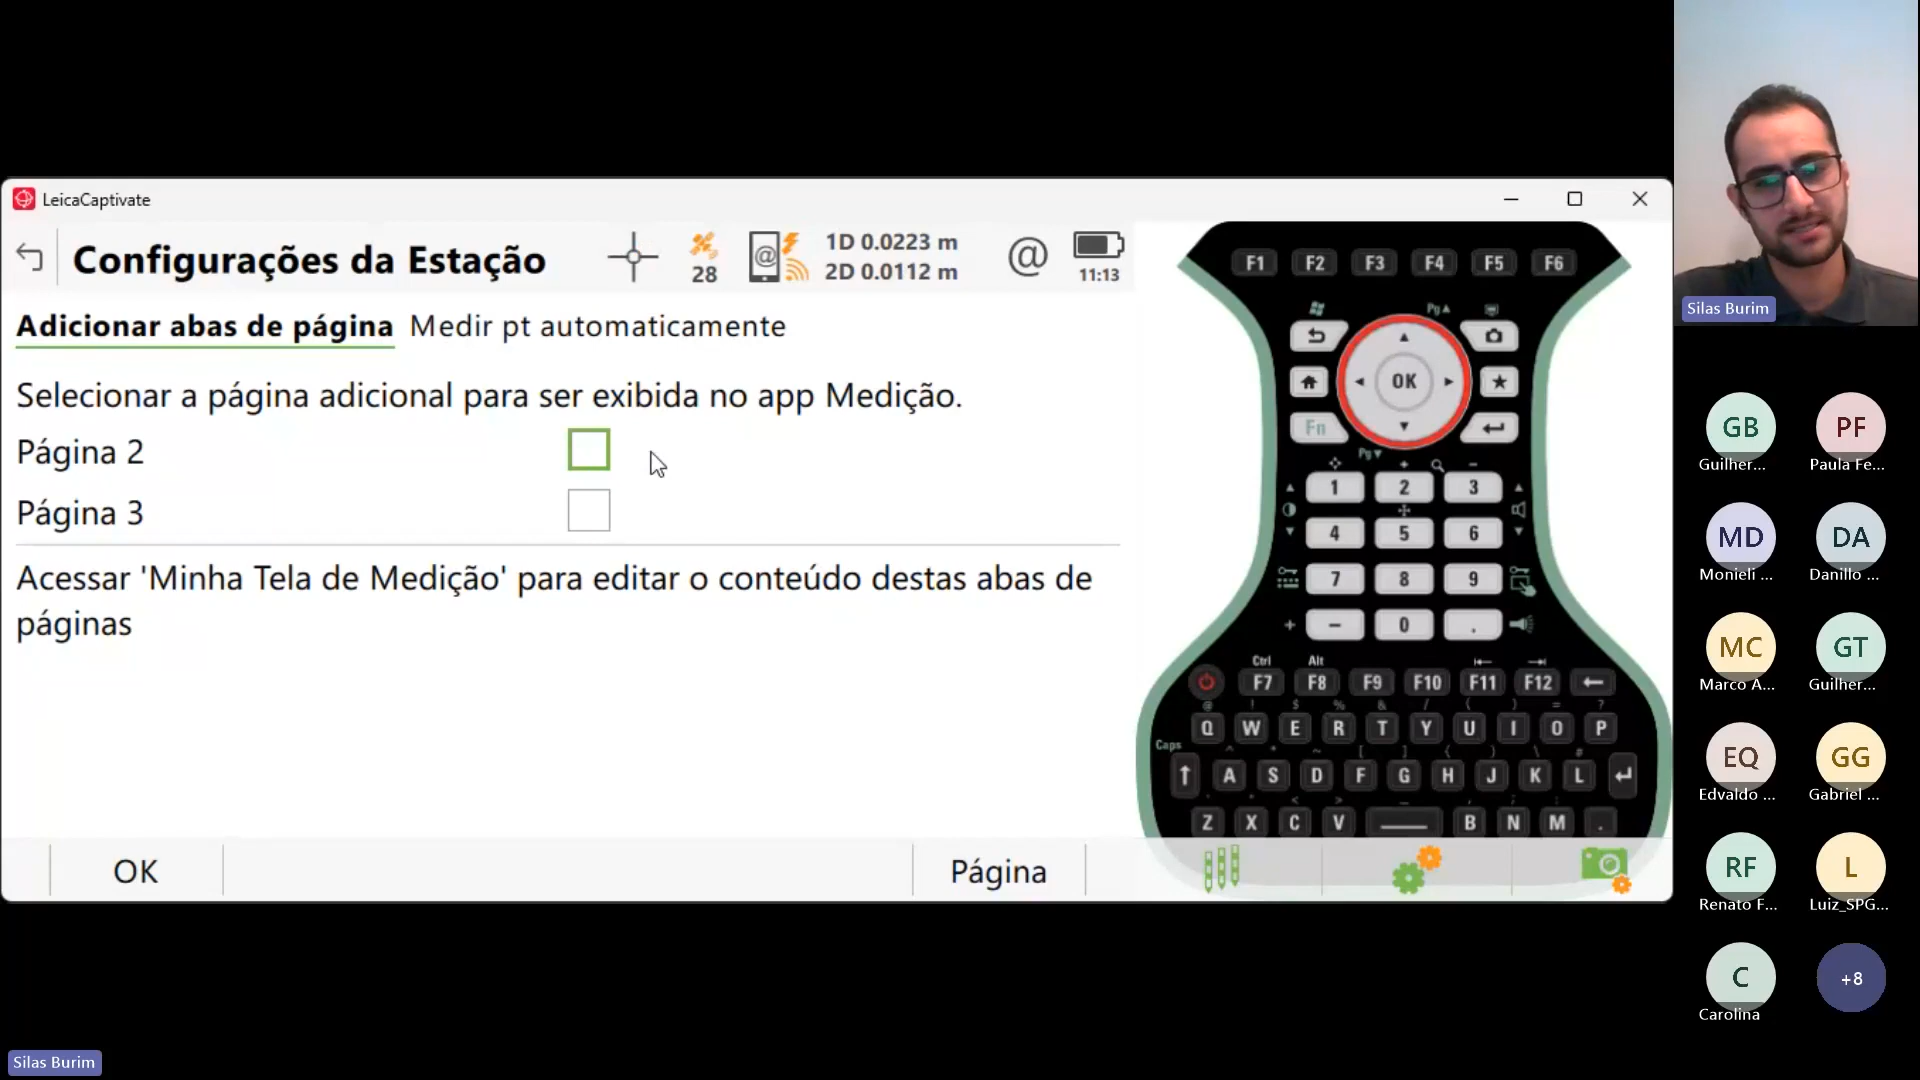 LeicaCaptivate
Configurações da Estação
28
1D 0.0223 m
2D 0.0112 m
11:13
Adicionar abas de página
Medir pt automaticamente
Selecionar a página adicional para ser exibida no app Medição.
Página 2
Página 3
Acessar 'Minha Tela de Medição' para editar o conteúdo destas abas de
páginas
OK
Página
F1 F2 F3 F4 F5 F6
Pg▲
OK
Fn
Pg▼
1 2 3
4 5 6
7 8 9
+ - 0 .
Ctrl Alt
F7 F8 F9 F10 F11 F12
@ ! $ % & / ( ) = ?
Q W E R T Y U I O P
Caps
A S D F G H J K L
Z X C V B N M .
Silas Burim
GB PF
Guilher... Paula Fe...
MD DA
Monieli ... Danillo ...
MC GT
Marco A... Guilher...
EQ GG
Edvaldo ... Gabriel ...
RF L
Renato F... Luiz_SPG...
C +8
Carolina
Silas Burim